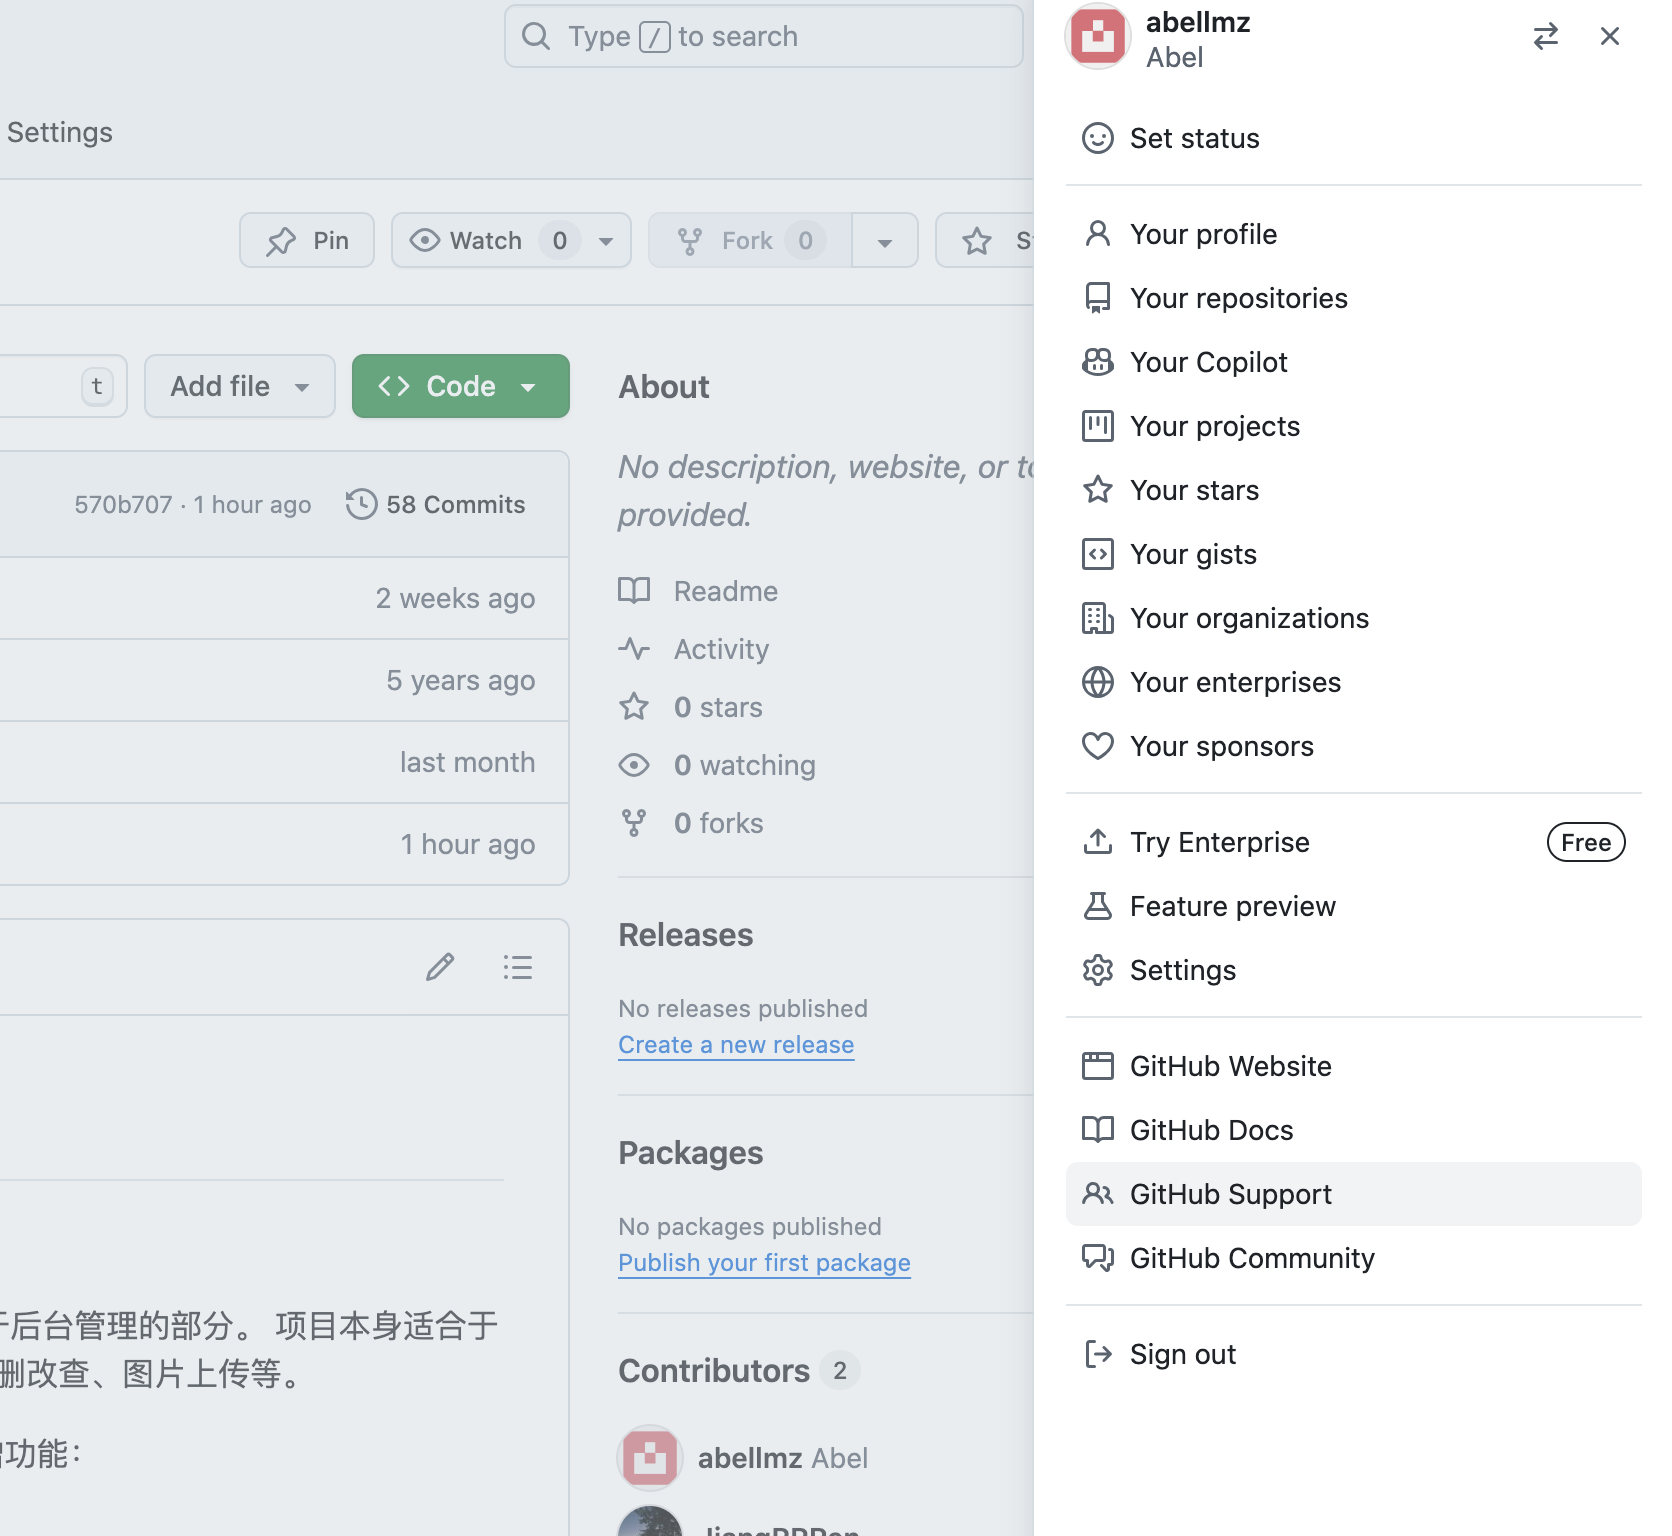 Type / to search
Settings
Pin
Watch 0
Fork 0
t
Add file
Code
570b707 · 1 hour ago
58 Commits
2 weeks ago
5 years ago
last month
1 hour ago
后台管理的部分。 项目本身适合于
删改查、图片上传等。
功能：
About
No description, website, or
provided.
Readme
Activity
0 stars
0 watching
0 forks
Releases
No releases published
Create a new release
Packages
No packages published
Publish your first package
Contributors 2
abellmz Abel
abellmz
Abel
Set status
Your profile
Your repositories
Your Copilot
Your projects
Your stars
Your gists
Your organizations
Your enterprises
Your sponsors
Try Enterprise
Free
Feature preview
Settings
GitHub Website
GitHub Docs
GitHub Support
GitHub Community
Sign out